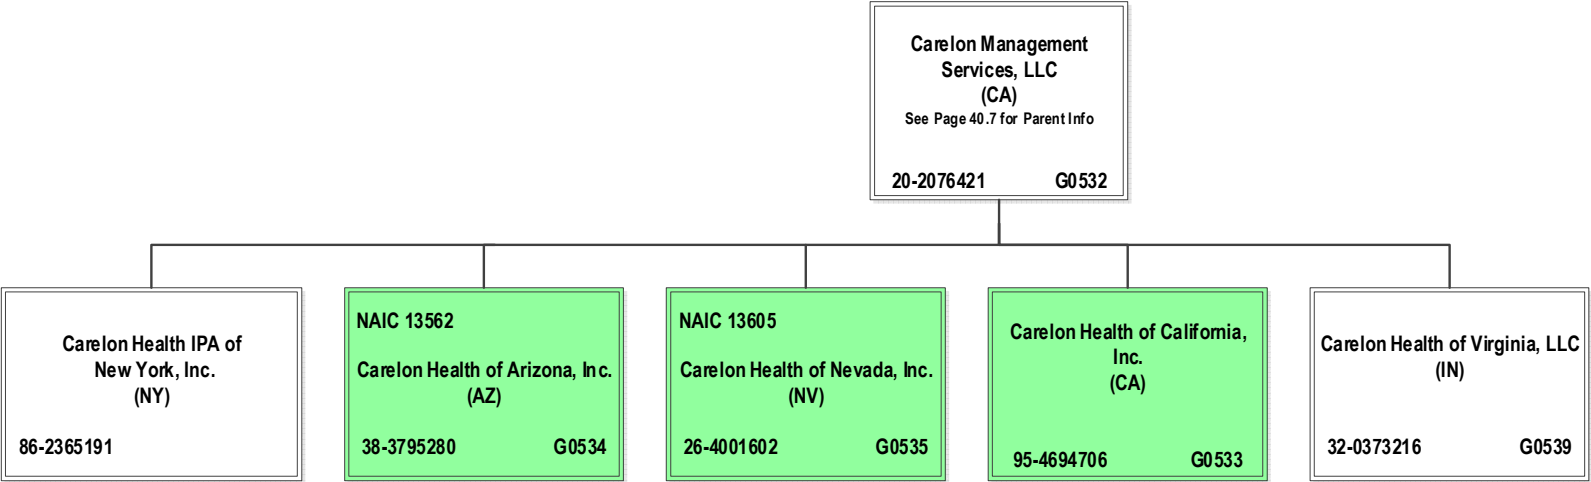 Carelon Management
Services, LLC
(CA)
See Page 40.7 for Parent Info
20-2076421 G0532
Carelon Health IPA of
New York, Inc.
(NY)
86-2365191
NAIC 13562
Carelon Health of Arizona, Inc.
(AZ)
38-3795280 G0534
NAIC 13605
Carelon Health of Nevada, Inc.
(NV)
26-4001602 G0535
Carelon Health of California,
Inc.
(CA)
95-4694706 G0533
Carelon Health of Virginia, LLC
(IN)
32-0373216 G0539